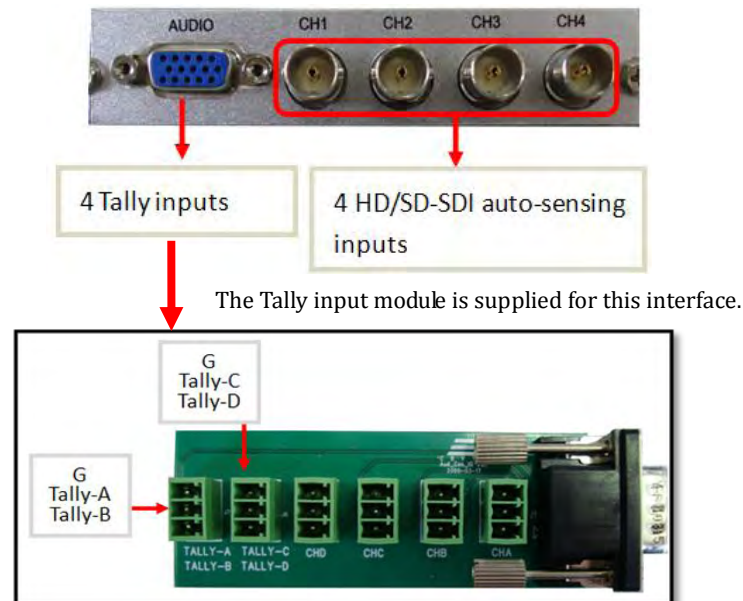 AUDIO CH1 CH2 CH3 CH4
4 Tally inputs
4 HD/SD-SDI auto-sensing
inputs
The Tally input module is supplied for this interface.
G
Tally-C
Tally-D
G
Tally-A
Tally-B
TALLY-A TALLY-C CHD CHC CHB CHA
TALLY-B TALLY-D